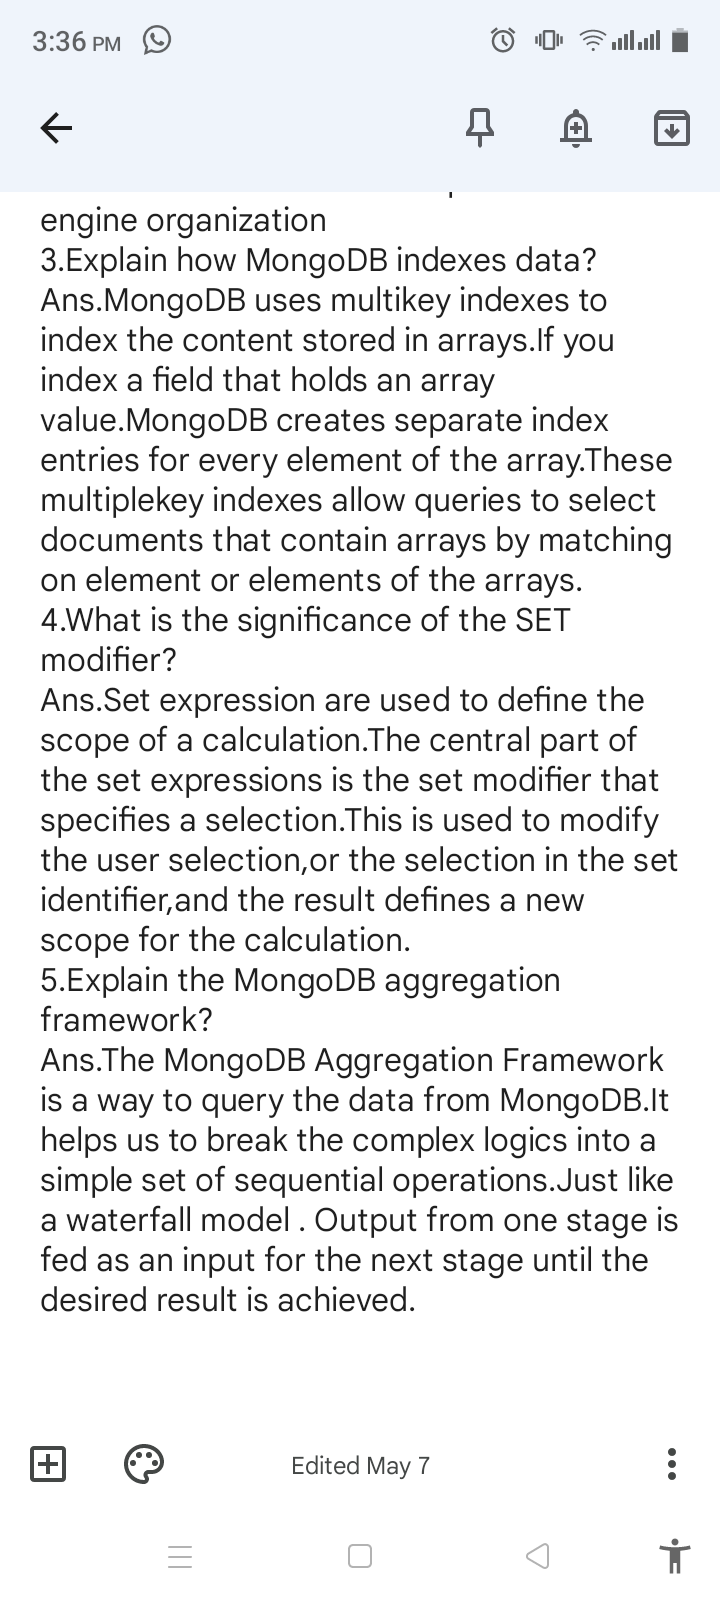 3:36 PM
engine organization
3.Explain how MongoDB indexes data?
Ans.MongoDB uses multikey indexes to
index the content stored in arrays.If you
index a field that holds an array
value.MongoDB creates separate index
entries for every element of the array.These
multiplekey indexes allow queries to select
documents that contain arrays by matching
on element or elements of the arrays.
4.What is the significance of the SET
modifier?
Ans.Set expression are used to define the
scope of a calculation.The central part of
the set expressions is the set modifier that
specifies a selection.This is used to modify
the user selection,or the selection in the set
identifier,and the result defines a new
scope for the calculation.
5.Explain the MongoDB aggregation
framework?
Ans.The MongoDB Aggregation Framework
is a way to query the data from MongoDB.It
helps us to break the complex logics into a
simple set of sequential operations.Just like
a waterfall model . Output from one stage is
fed as an input for the next stage until the
desired result is achieved.
Edited May 7